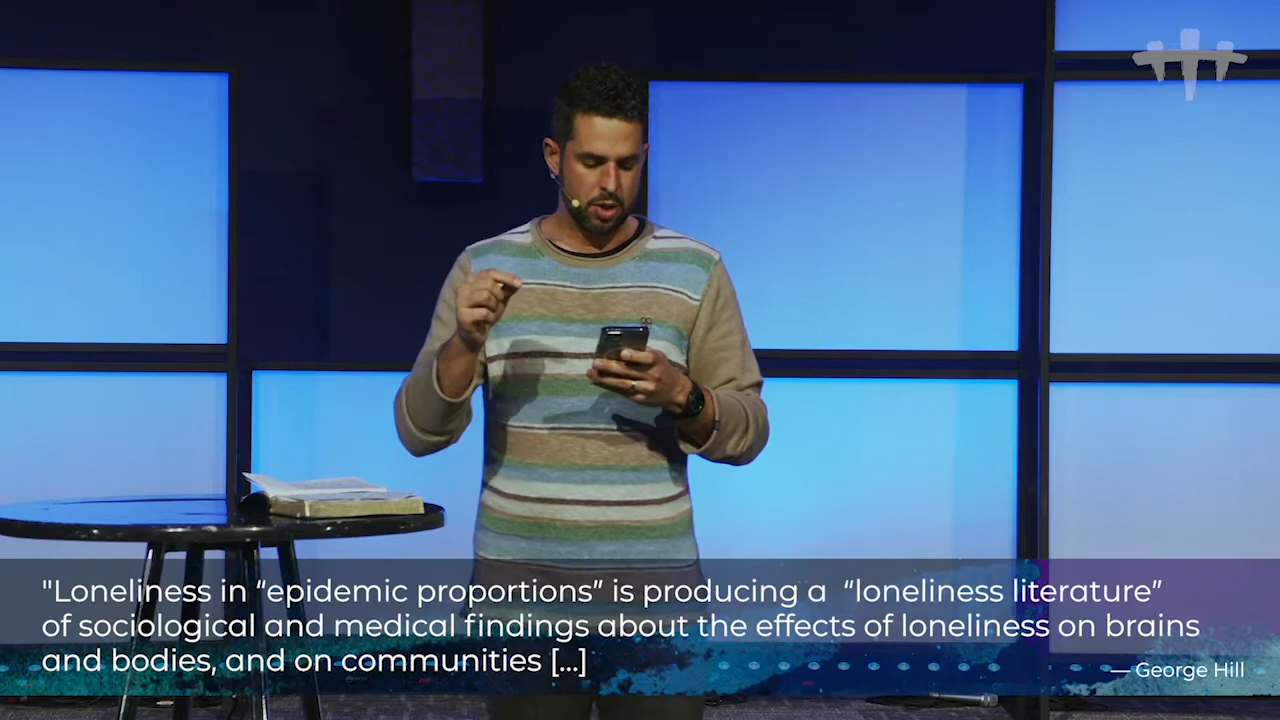 "Loneliness in “epidemic proportions” is producing a “loneliness literature”
of sociological and medical findings about the effects of loneliness on brains
and bodies, and on communities [...]
— George Hill